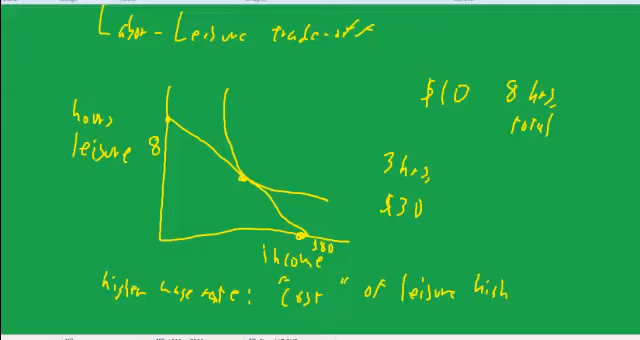 Labor-Leisure trade-off
$10 8 hrs,
total
hours
leisure 8
3 hrs,
$30
$80
income
higher wage rate: "Cost" of leisure high